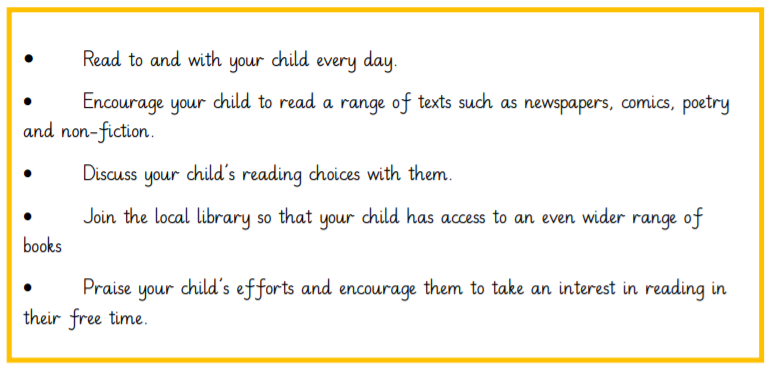 • Read to and with your child every day.
• Encourage your child to read a range of texts such as newspapers, comics, poetry
and non-fiction.
• Discuss your child's reading choices with them.
• Join the local library so that your child has access to an even wider range of
books
• Praise your child's efforts and encourage them to take an interest in reading in
their free time.